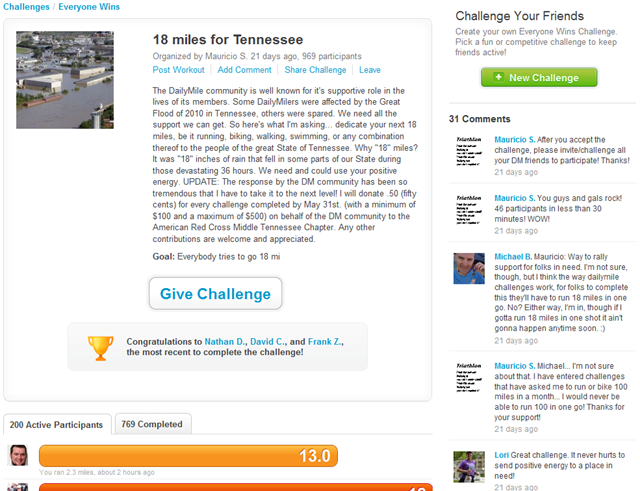 Challenges / Everyone Wins
18 miles for Tennessee
Organized by Mauricio S. 21 days ago, 969 participants
Post Workout | Add Comment | Share Challenge | Leave
The DailyMile community is well known for it's supportive role in the
lives of its members. Some DailyMilers were affected by the Great
Flood of 2010 in Tennessee, others were spared. We need all the
support we can get. So here's what I'm asking... dedicate your next 18
miles, be it running, biking, walking, swimming, or any combination
thereof to the people of the great State of Tennessee. Why "18" miles?
It was "18" inches of rain that fell in some parts of our State during
those devastating 36 hours. We need and could use your positive
energy. UPDATE: The response by the DM community has been so
tremendous that I have to take it to the next level! I will donate .50 (fifty
cents) for every challenge completed by May 31st. (with a minimum of
$100 and a maximum of $500) on behalf of the DM community to the
American Red Cross Middle Tennessee Chapter. Any other
contributions are welcome and appreciated.
Goal: Everybody tries to go 18 mi
Give Challenge
Congratulations to Nathan D., David C., and Frank Z.,
the most recent to complete the challenge!
200 Active Participants
769 Completed
13.0
You ran 2.3 miles, about 2 hours ago
Challenge Your Friends
Create your own Everyone Wins Challenge.
Pick a fun or competitive challenge to keep
friends active!
New Challenge
31 Comments
Mauricio S. After you accept the
challenge, please invite/challenge all
your DM friends to participate! Thanks!
21 days ago
Mauricio S. You guys and gals rock!
46 participants in less than 30
minutes! WOW!
21 days ago
Michael B. Mauricio: Way to rally
support for folks in need. I'm not sure,
though, but I think the way dailymile
challenges work, for folks to complete
this they'll have to run 18 miles in one
go. No? Either way, I'm in, though if I
gotta run 18 miles in one shot it ain't
gonna happen anytime soon. :)
21 days ago
Mauricio S. Michael... I'm not sure
about that. I have entered challenges
that have asked me to run or bike 100
miles in a month... I would never be
able to run 100 in one go! Thanks for
your support!
21 days ago
Lori Great challenge. It never hurts to
send positive energy to a place in
need!
21 days ago